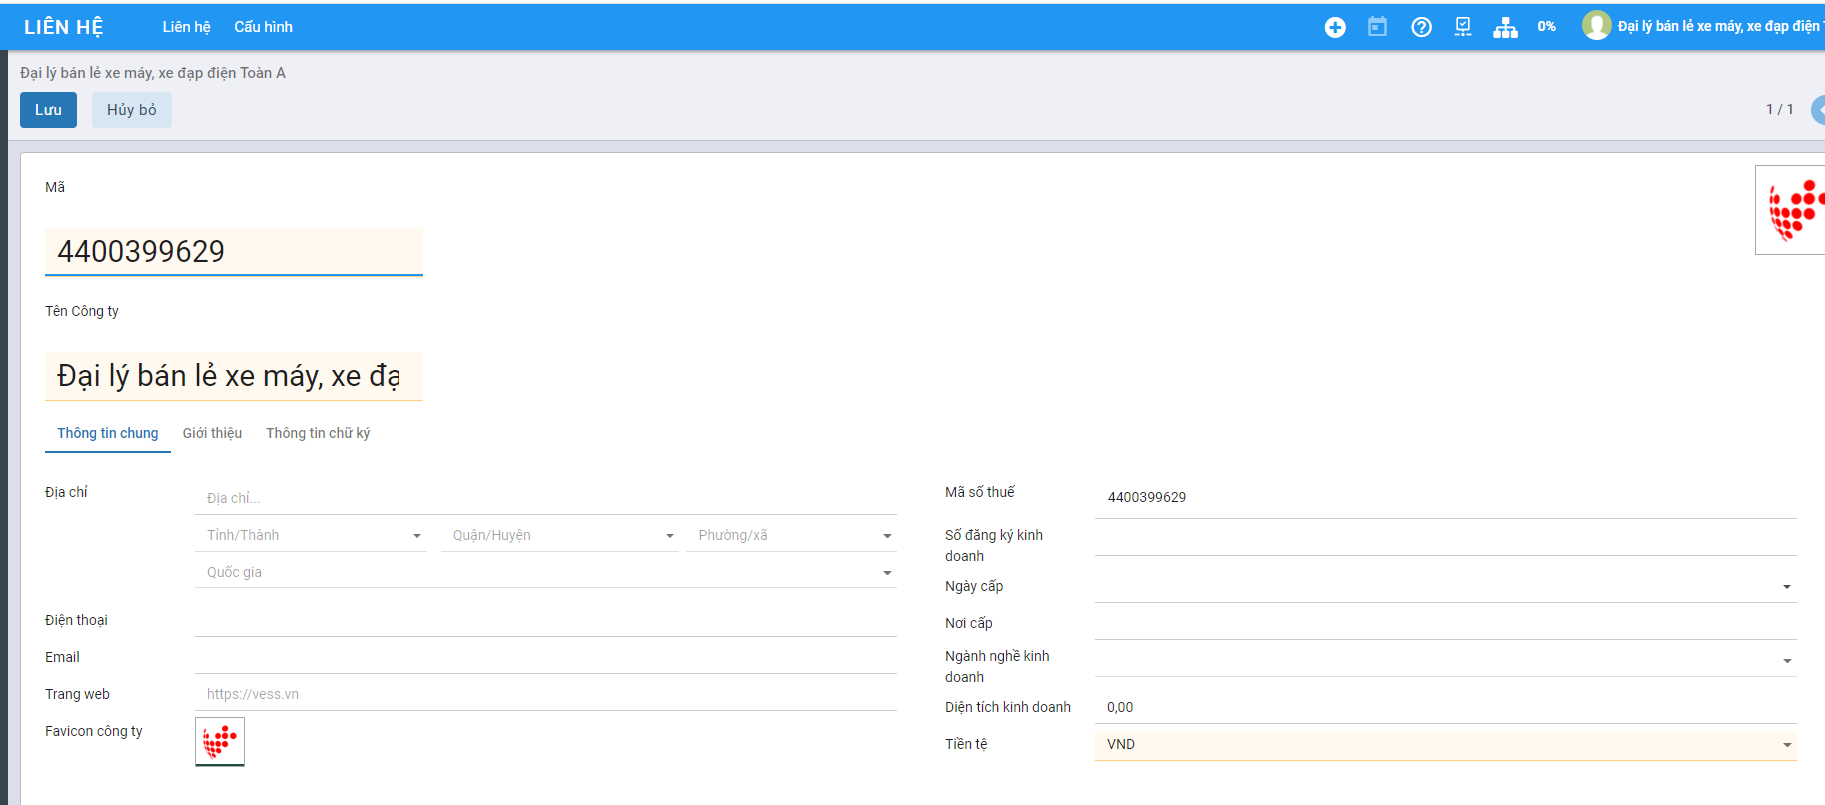 LIÊN HỆ Liên hệ Cấu hình 0% Đại lý bán lẻ xe máy, xe đạp điện
Đại lý bán lẻ xe máy, xe đạp điện Toàn A
Lưu Hủy bỏ 1 / 1
Mã
4400399629
Tên Công ty
Đại lý bán lẻ xe máy, xe đạ
Thông tin chung Giới thiệu Thông tin chữ ký
Địa chỉ Địa chỉ...
Tỉnh/Thành Quận/Huyện Phường/xã
Quốc gia
Điện thoại
Email
Trang web https://vess.vn
Favicon công ty
Mã số thuế 4400399629
Số đăng ký kinh
doanh
Ngày cấp
Nơi cấp
Ngành nghề kinh
doanh
Diện tích kinh doanh 0,00
Tiền tệ VND